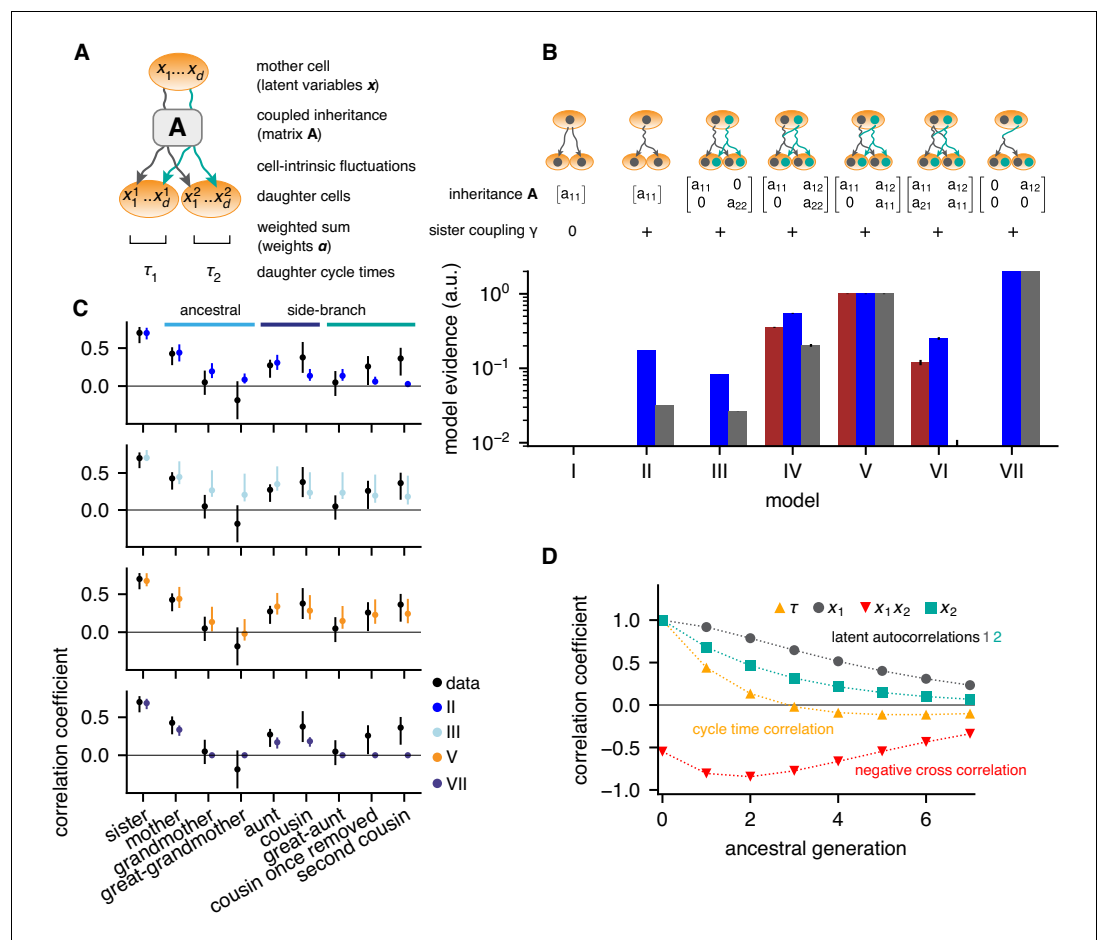 A
x1...xd
mother cell
(latent variables x)
A
coupled inheritance
(matrix A)
cell-intrinsic fluctuations
x11..x1d x21..x2d
daughter cells
weighted sum
(weights α)
τ1 τ2
daughter cycle times
B
inheritance A
[a11]
[a11]
[a11 0
0 a22]
[a11 a12
0 a22]
[a11 a12
0 a11]
[a11 a12
a21 a11]
[0 a12
0 0]
sister coupling γ
0 + + + + + +
model evidence (a.u.)
10^0
10^-1
10^-2
I II III IV V VI VII
model
C
ancestral
side-branch
0.5
0.0
0.5
0.0
0.5
0.0
0.5
0.0
correlation coefficient
data
II
III
V
VII
sister
mother
grandmother
great-grandmother
aunt
cousin
great-aunt
cousin once removed
second cousin
D
τ x1 x1x2 x2
latent autocorrelations 1 2
cycle time correlation
negative cross correlation
correlation coefficient
1.0
0.5
0.0
−0.5
−1.0
0 2 4 6
ancestral generation